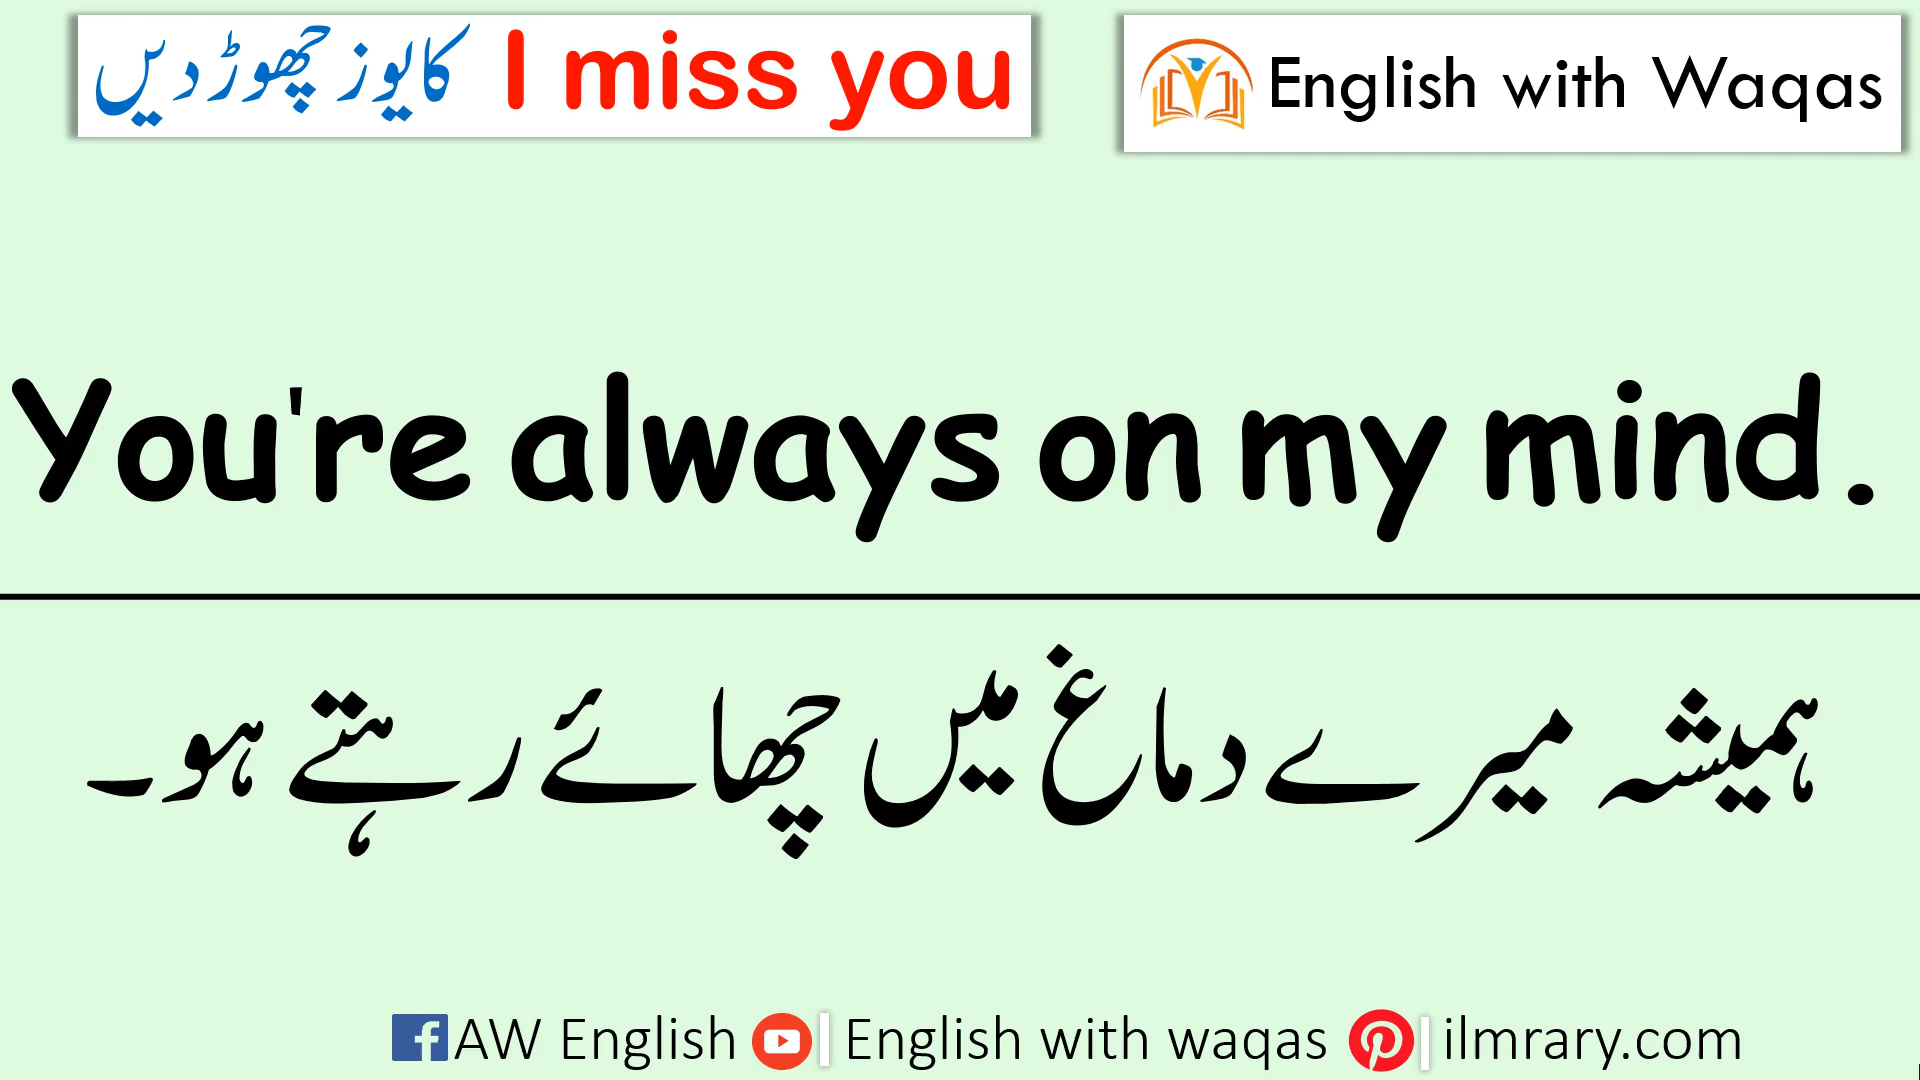 I miss you کا یوز چھوڑ دیں
English with Waqas
You're always on my mind.
ہمیشہ میرے دماغ میں چھائے رہتے ہو۔
AW English | English with waqas | ilmrary.com